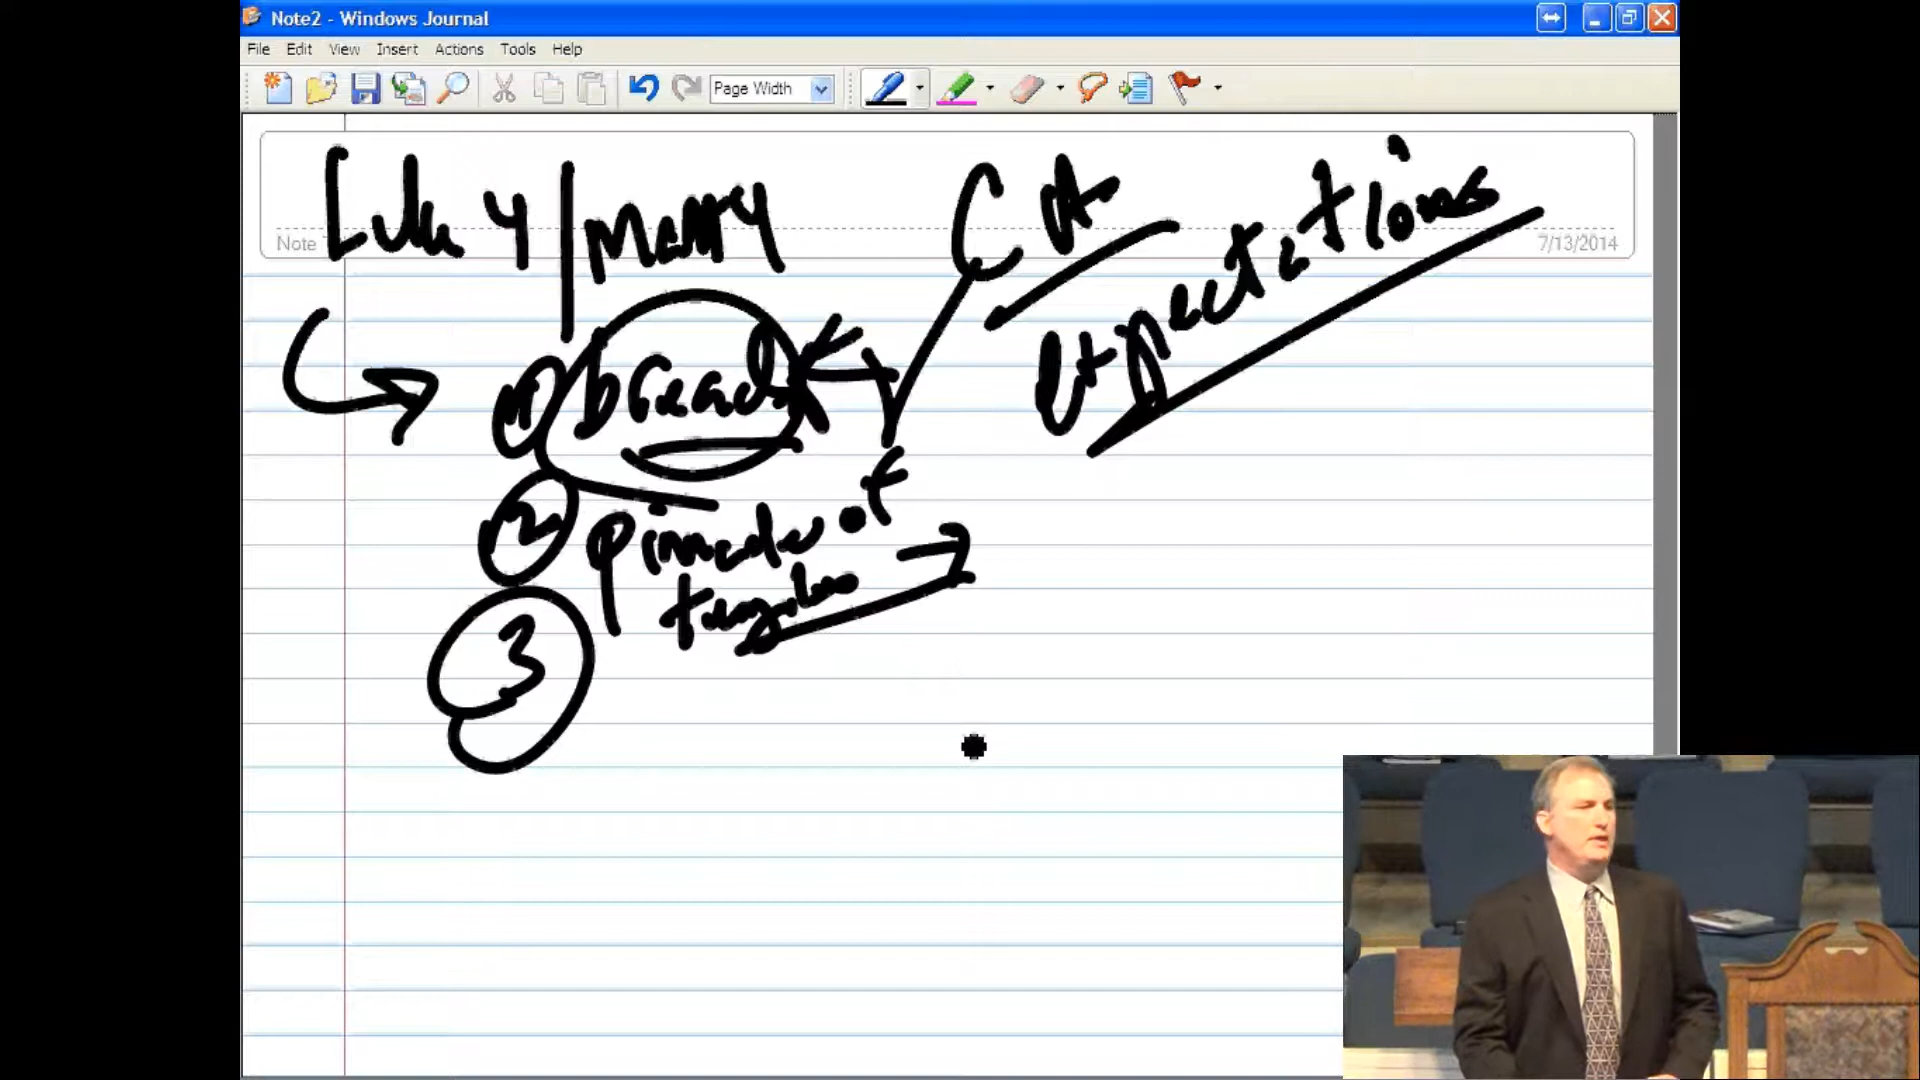 Note2 - Windows Journal
File Edit View Insert Actions Tools Help
Page Width
Luke 4 / Matt 4
expectations
Note
7/13/2014
1 bread
2 pinnacle of
temple
3